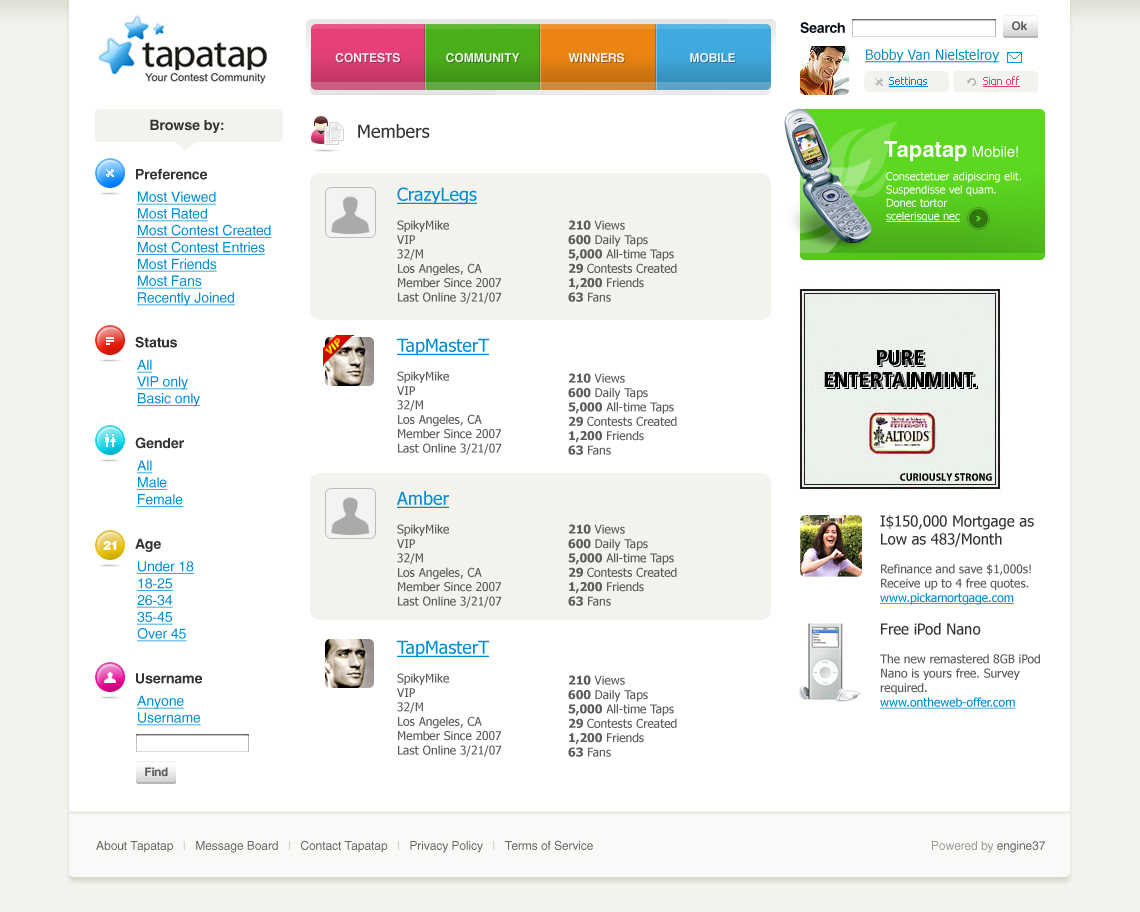 tapatap
Your Contest Community
CONTESTS
COMMUNITY
WINNERS
MOBILE
Search
Ok
Bobby Van Nielstelroy
Settings
Sign off
Browse by:
Preference
Most Viewed
Most Rated
Most Contest Created
Most Contest Entries
Most Friends
Most Fans
Recently Joined
Status
All
VIP only
Basic only
Gender
All
Male
Female
21
Age
Under 18
18-25
26-34
35-45
Over 45
Username
Anyone
Username
Find
Members
CrazyLegs
SpikyMike
VIP
32/M
Los Angeles, CA
Member Since 2007
Last Online 3/21/07
210 Views
600 Daily Taps
5,000 All-time Taps
29 Contests Created
1,200 Friends
63 Fans
VIP
TapMasterT
SpikyMike
VIP
32/M
Los Angeles, CA
Member Since 2007
Last Online 3/21/07
210 Views
600 Daily Taps
5,000 All-time Taps
29 Contests Created
1,200 Friends
63 Fans
Amber
SpikyMike
VIP
32/M
Los Angeles, CA
Member Since 2007
Last Online 3/21/07
210 Views
600 Daily Taps
5,000 All-time Taps
29 Contests Created
1,200 Friends
63 Fans
TapMasterT
SpikyMike
VIP
32/M
Los Angeles, CA
Member Since 2007
Last Online 3/21/07
210 Views
600 Daily Taps
5,000 All-time Taps
29 Contests Created
1,200 Friends
63 Fans
Tapatap Mobile!
Consectetuer adipiscing elit.
Suspendisse vel quam.
Donec tortor
scelerisque nec
PURE
ENTERTAINMINT.
ALTOIDS
CURIOUSLY STRONG
I$150,000 Mortgage as
Low as 483/Month
Refinance and save $1,000s!
Receive up to 4 free quotes.
www.pickamortgage.com
Free iPod Nano
The new remastered 8GB iPod
Nano is yours free. Survey
required.
www.ontheweb-offer.com
About Tapatap
Message Board
Contact Tapatap
Privacy Policy
Terms of Service
Powered by engine37